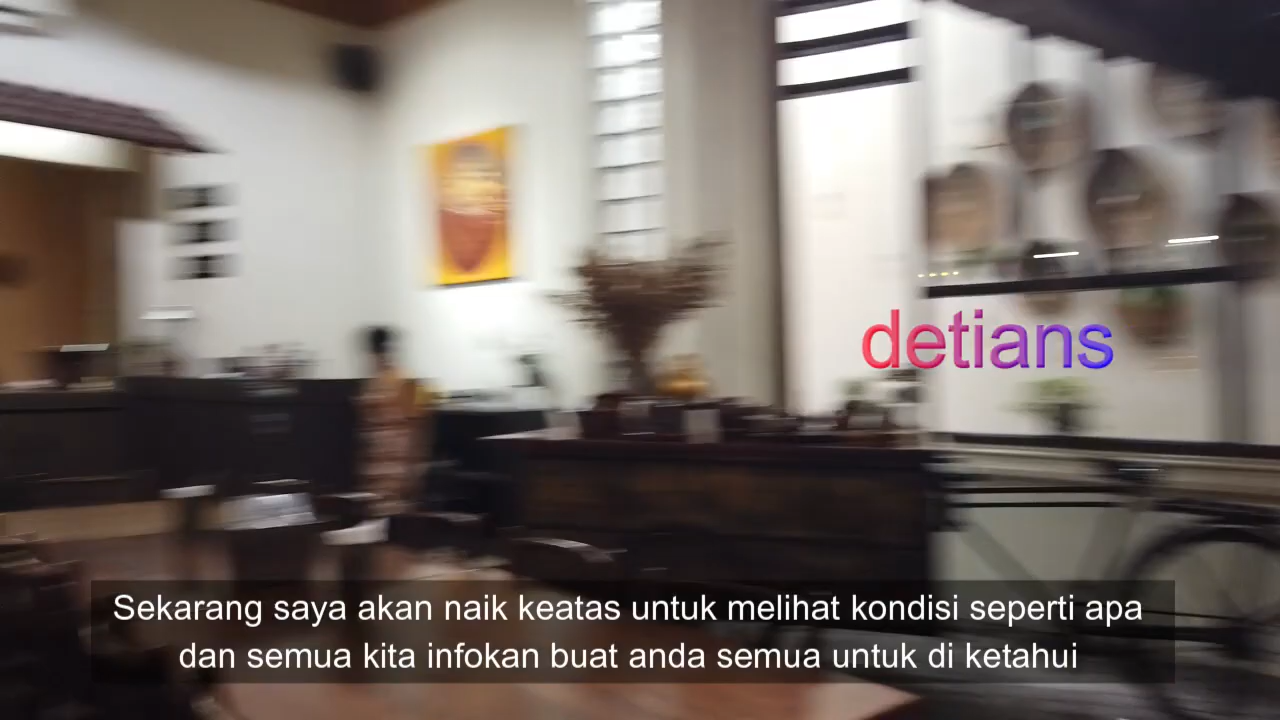 detians
Sekarang saya akan naik keatas untuk melihat kondisi seperti apa
dan semua kita infokan buat anda semua untuk di ketahui